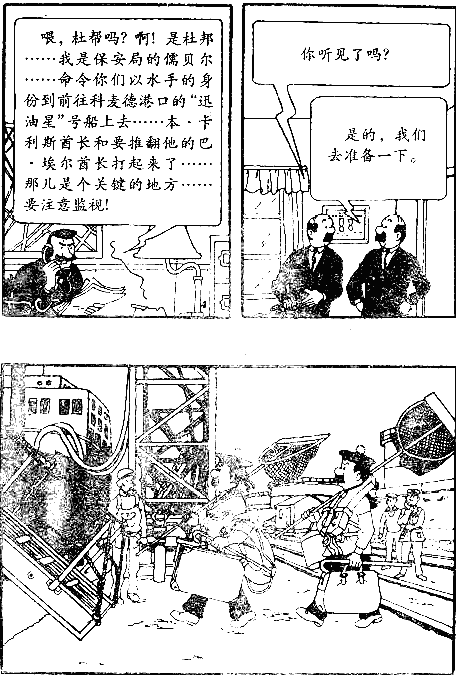 喂，杜帮吗？啊！是杜邦
……我是保安局的儒贝尔
……命令你们以水手的身
份到前往科麦德港口的“迅
油星”号船上去……本·卡
利斯酋长和要推翻他的巴
·埃尔酋长打起来了……
那儿是个关键的地方……
要注意监视！
你听见了吗？
是的，我们
去准备一下。